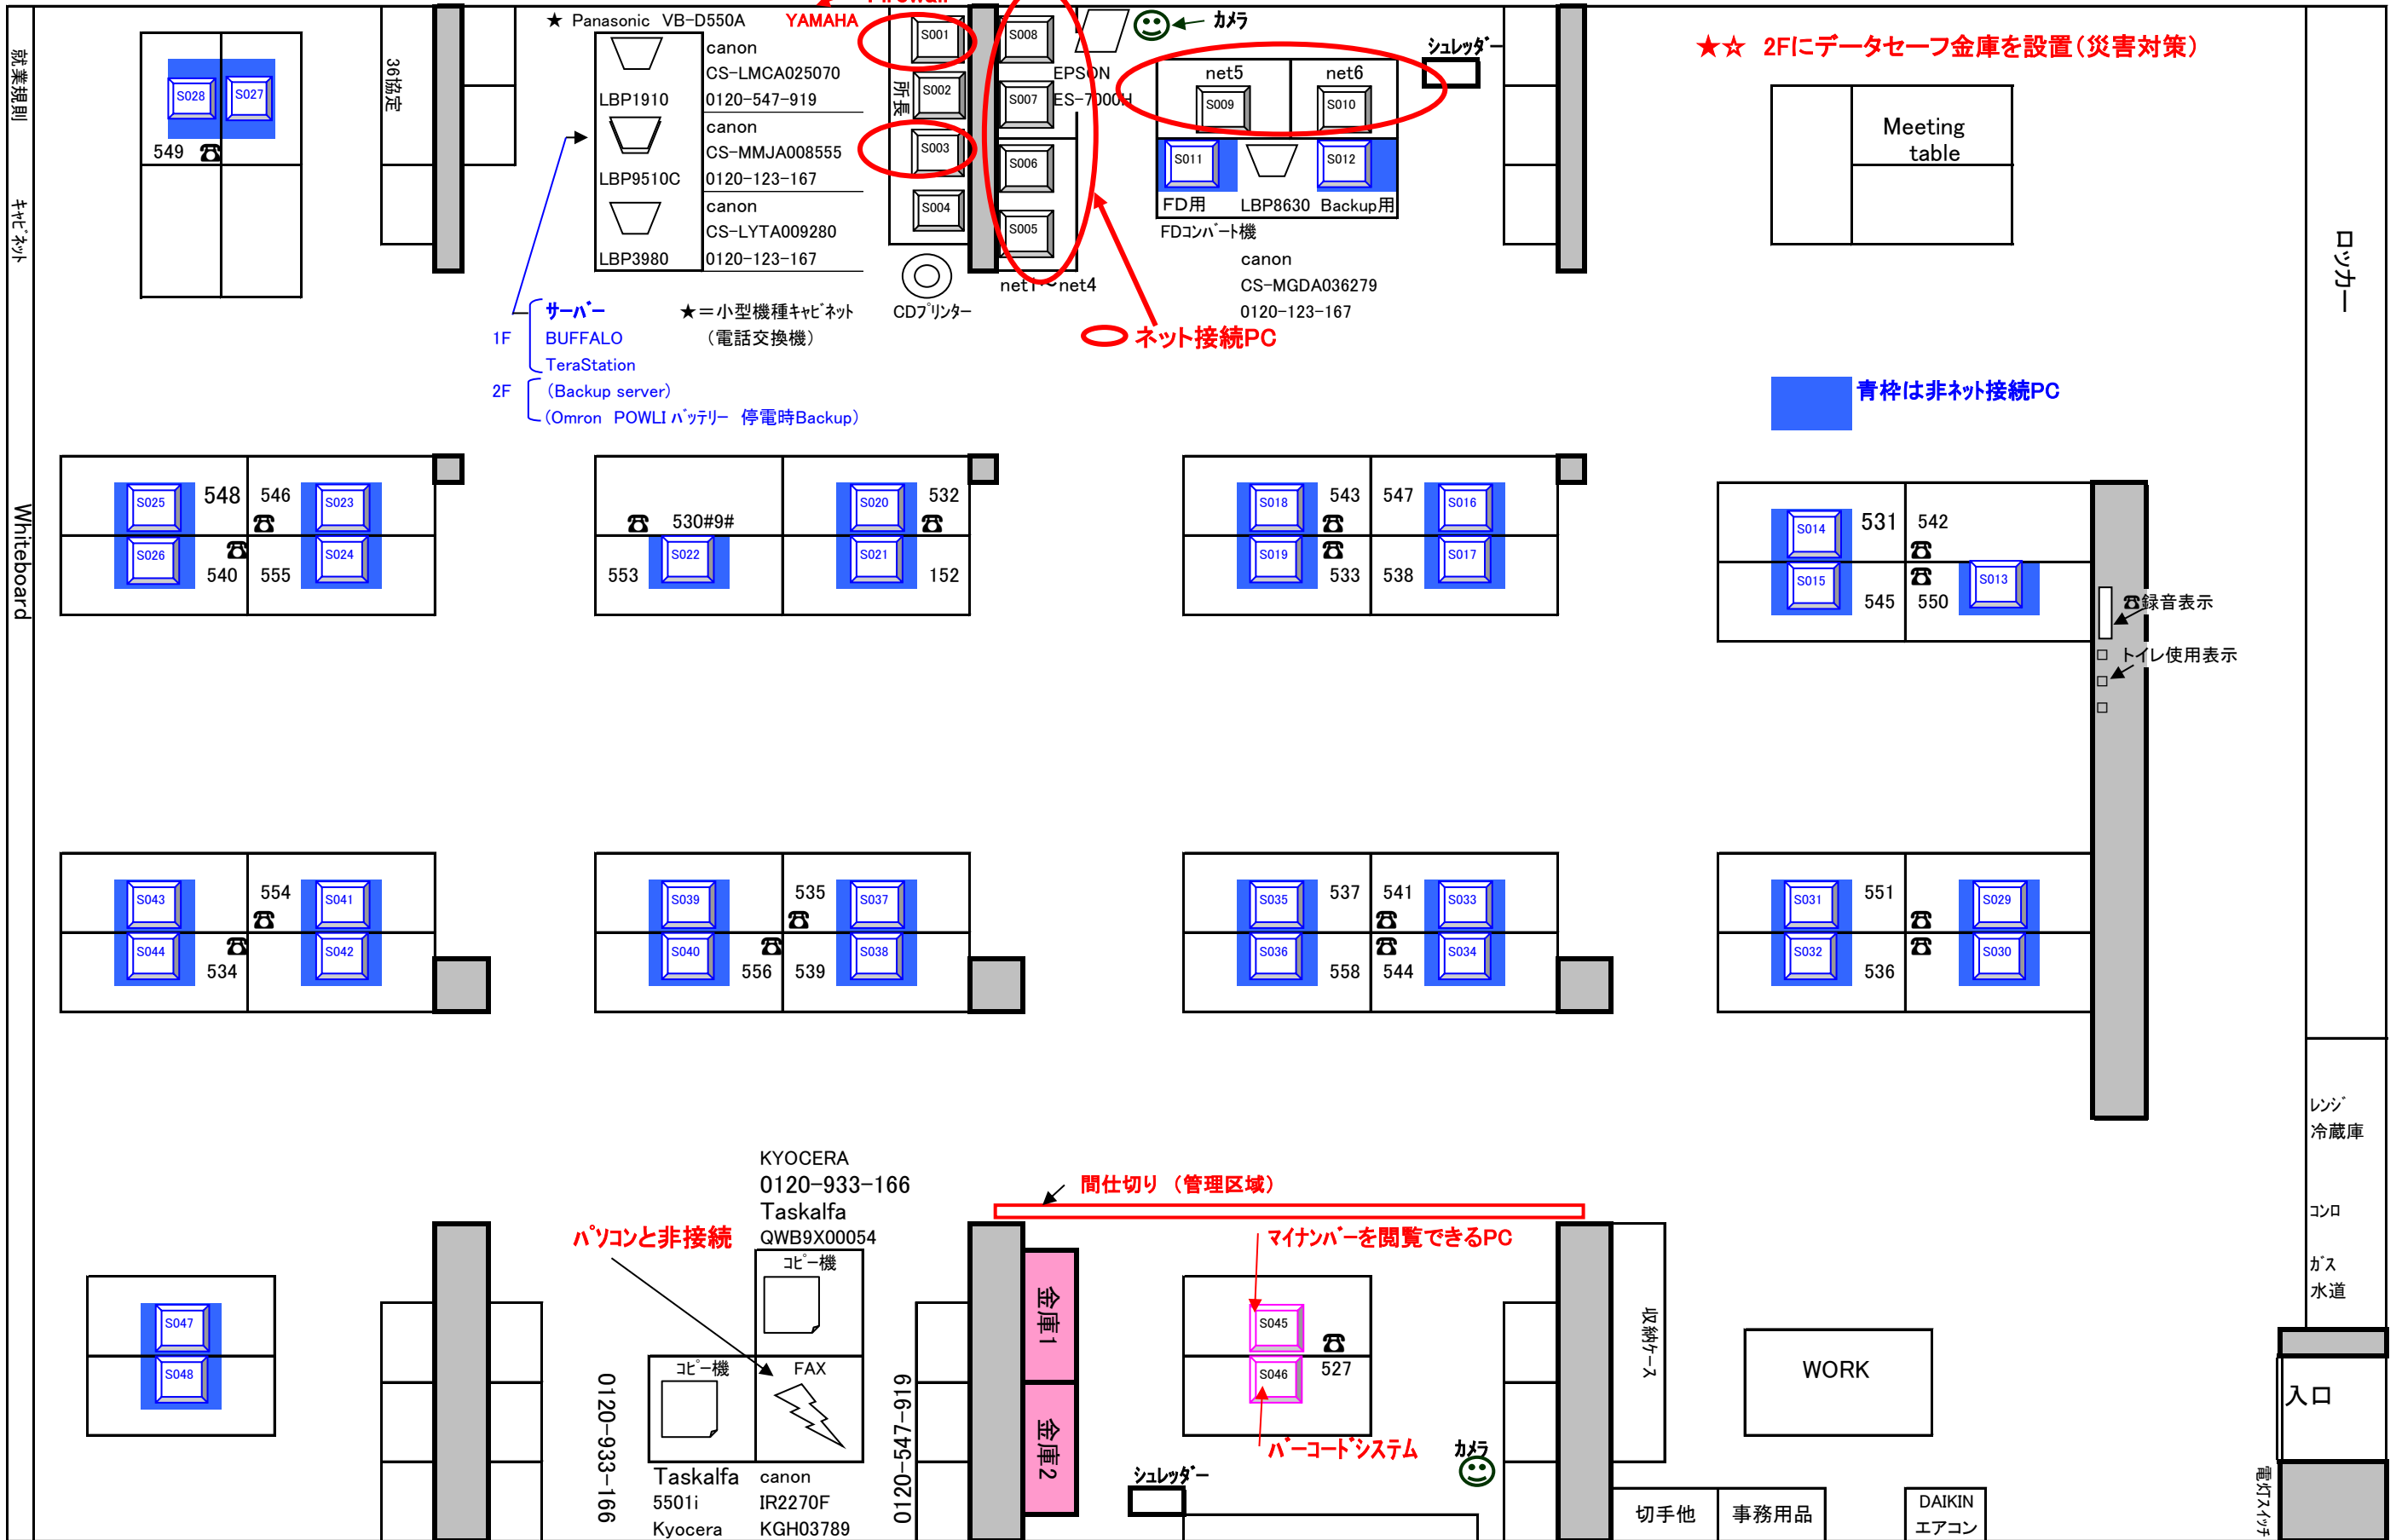 Firewall
★ Panasonic VB-D550A
YAMAHA
カメラ
★☆ 2Fにデータセーフ金庫を設置(災害対策)
就業規則
キャビネット
Whiteboard
S028
S027
549
36協定
canon
CS-LMCA025070
LBP1910
0120-547-919
canon
CS-MMJA008555
LBP9510C
0120-123-167
canon
CS-LYTA009280
LBP3980
0120-123-167
所長
S001
S002
S003
S004
S008
S007
S006
S005
EPSON
ES-7000H
net1~net4
CDプリンター
シュレッダー
net5
net6
S009
S010
S011
S012
FD用
LBP8630
Backup用
FDコンバート機
canon
CS-MGDA036279
0120-123-167
Meeting
table
ロッカー
サーバー
1F
BUFFALO
TeraStation
2F
(Backup server)
(Omron POWLI バッテリー 停電時Backup)
★=小型機種キャビネット
(電話交換機)
ネット接続PC
青枠は非ネット接続PC
S025
548
546
S023
S026
540
555
S024
530#9#
S020
532
553
S022
S021
152
S018
543
547
S016
S019
533
538
S017
S014
531
542
S015
545
550
S013
☎録音表示
トイレ使用表示
S043
554
S041
S044
534
S042
S039
535
S037
S040
556
539
S038
S035
537
541
S033
S036
558
544
S034
S031
551
S029
S032
536
S030
レンジ
冷蔵庫
コンロ
ガス
水道
KYOCERA
0120-933-166
Taskalfa
QWB9X00054
パソコンと非接続
コピー機
コピー機
FAX
間仕切り (管理区域)
マイナンバーを閲覧できるPC
S047
S048
0120-933-166
Taskalfa
5501i
Kyocera
canon
IR2270F
KGH03789
0120-547-919
金庫1
金庫2
S045
S046
527
バーコードシステム
シュレッダー
カメラ
収納ケース
WORK
入口
電灯スイッチ
切手他
事務用品
DAIKIN
エアコン